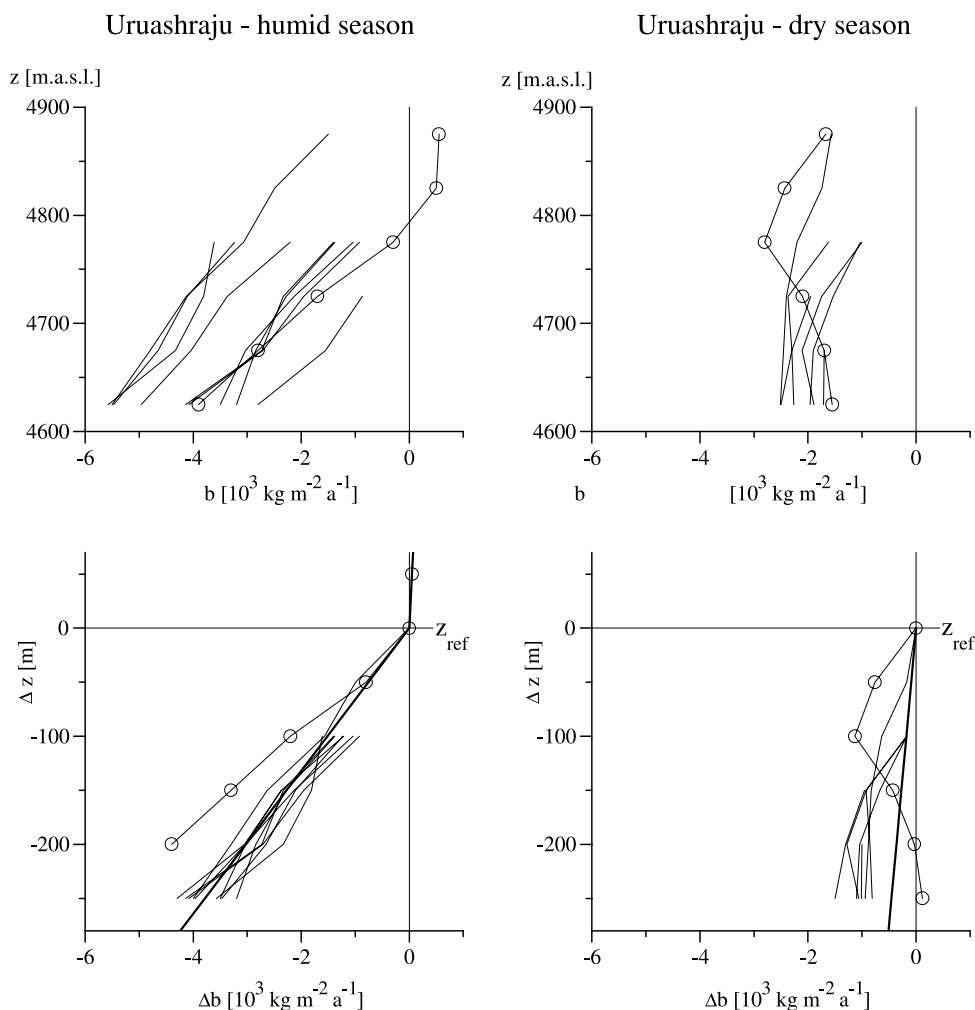 Uruashraju - humid season
Uruashraju - dry season
z [m.a.s.l.]
z [m.a.s.l.]
4900
4800
4700
4600
-6
-4
-2
0
b [10³ kg m⁻² a⁻¹]
4900
4800
4700
4600
-6
-4
-2
0
b [10³ kg m⁻² a⁻¹]
Δ z [m]
0
-100
-200
z_ref
-6
-4
-2
0
Δb [10³ kg m⁻² a⁻¹]
Δ z [m]
0
-100
-200
z_ref
-6
-4
-2
0
Δb [10³ kg m⁻² a⁻¹]